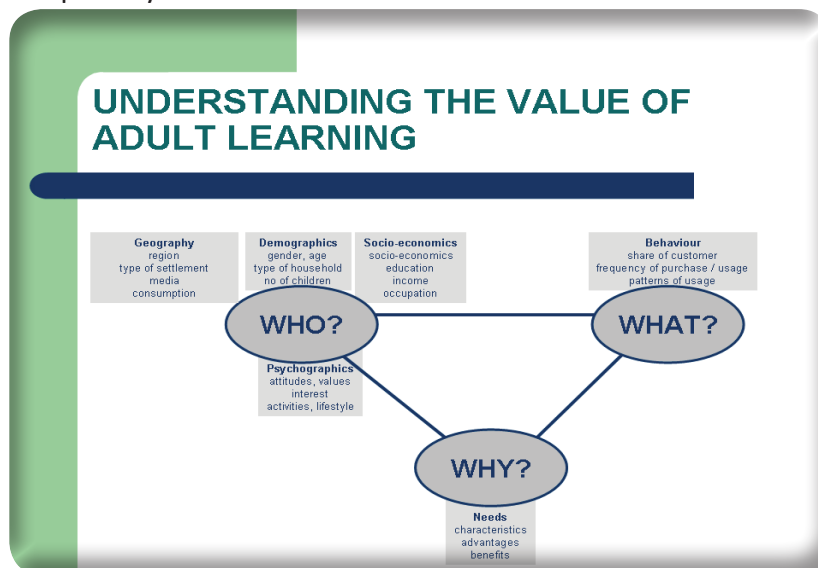 UNDERSTANDING THE VALUE OF
ADULT LEARNING
Geography
region
type of settlement
media
consumption
Demographics
gender, age
type of household
no of children
Socio-economics
socio-economics
education
income
occupation
Behaviour
share of customer
frequency of purchase / usage
patterns of usage
WHO?
WHAT?
Psychographics
attitudes, values
interest
activities, lifestyle
WHY?
Needs
characteristics
advantages
benefits